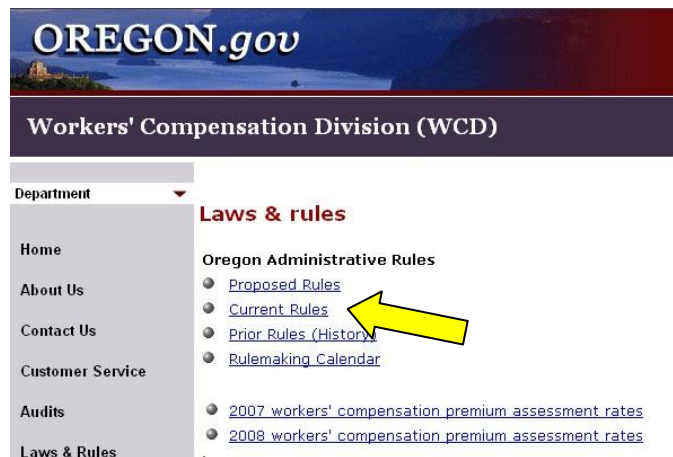 OREGON.gov
Workers' Compensation Division (WCD)
Department
Laws & rules
Home
About Us
Contact Us
Customer Service
Audits
Laws & Rules
Oregon Administrative Rules
Proposed Rules
Current Rules
Prior Rules (History)
Rulemaking Calendar
2007 workers' compensation premium assessment rates
2008 workers' compensation premium assessment rates